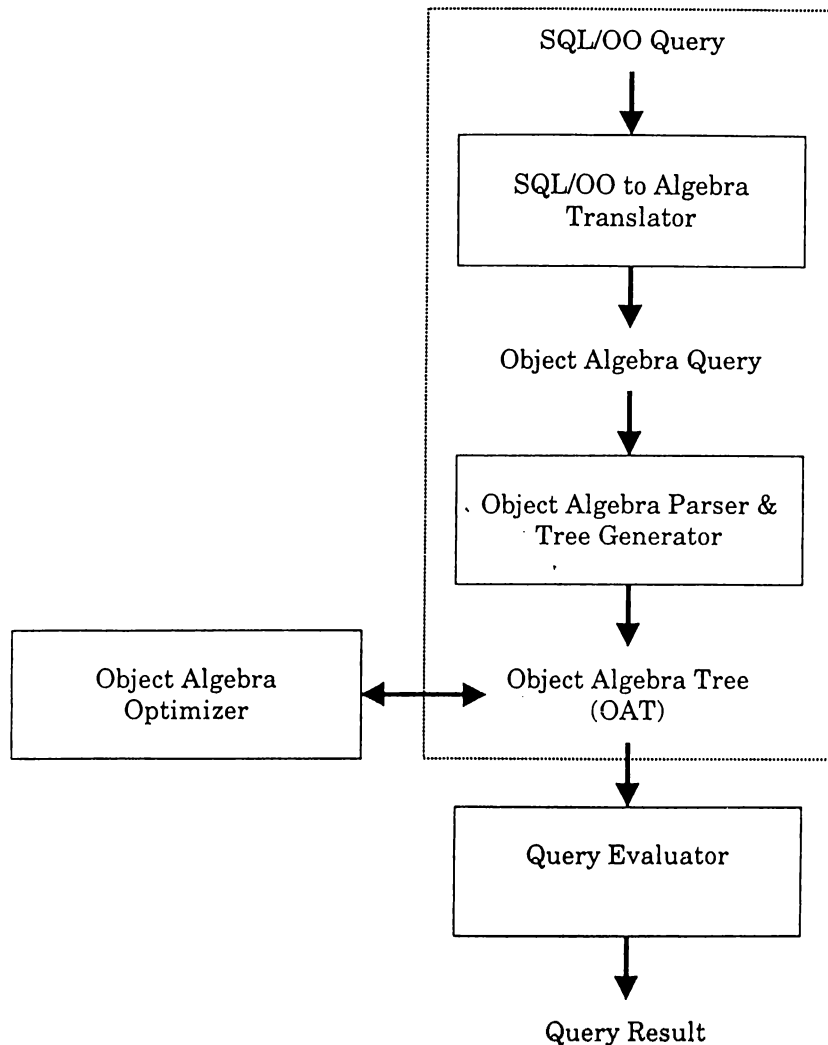 SQL/OO Query
SQL/OO to Algebra
Translator
Object Algebra Query
Object Algebra Parser &
Tree Generator
Object Algebra
Optimizer
Object Algebra Tree
(OAT)
Query Evaluator
Query Result